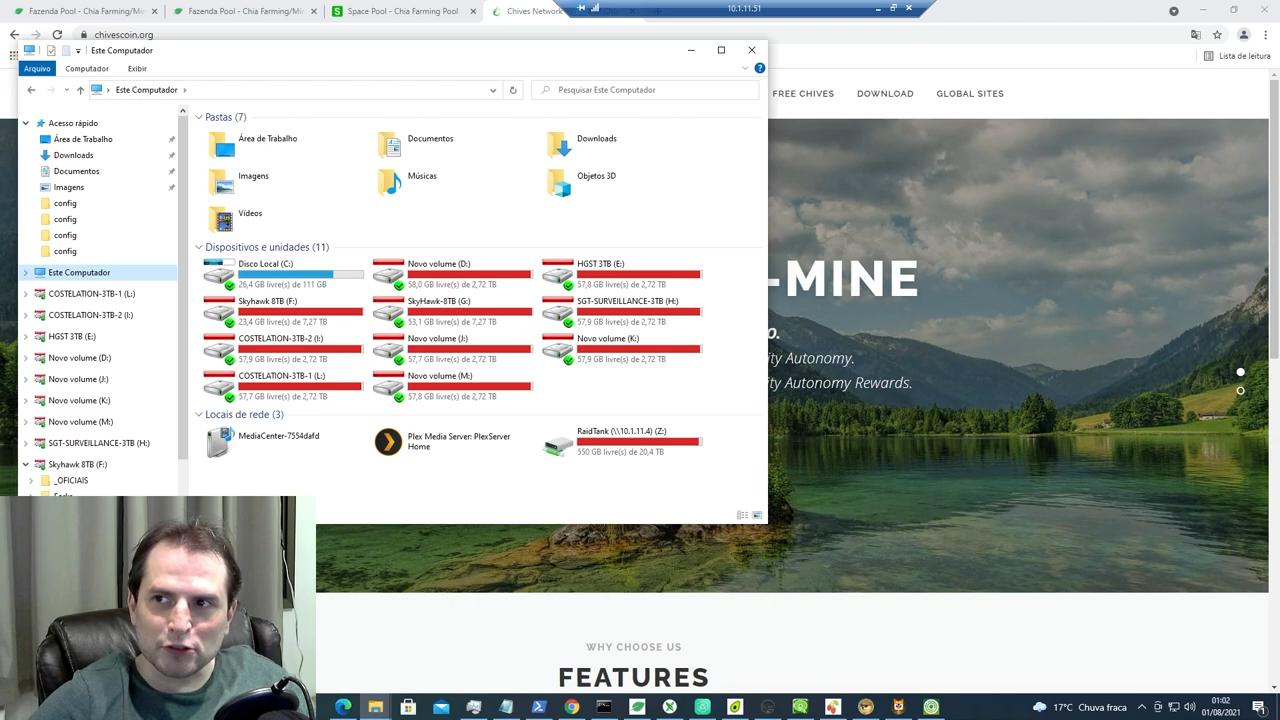 Fazenda Pool - Chia Farming/Min
Fazenda Pool - Chia Farming/Min
Space Pool - Chia Farming Pool
Chives Network
10.1.11.51
chivescoin.org
Lista de leitura
Este Computador
Arquivo
Computador
Exibir
Este Computador
Pesquisar Este Computador
FREE CHIVES
DOWNLOAD
GLOBAL SITES
Acesso rápido
Área de Trabalho
Downloads
Documentos
Imagens
config
config
config
config
Este Computador
COSTELATION-3TB-1 (L:)
COSTELATION-3TB-2 (I:)
HGST 3TB (E:)
Novo volume (D:)
Novo volume (J:)
Novo volume (K:)
Novo volume (M:)
SGT-SURVEILLANCE-3TB (H:)
Skyhawk 8TB (F:)
_OFICIAIS
Pastas (7)
Área de Trabalho
Documentos
Downloads
Imagens
Músicas
Objetos 3D
Vídeos
Dispositivos e unidades (11)
Disco Local (C:)
26,4 GB livre(s) de 111 GB
Novo volume (D:)
58,0 GB livre(s) de 2,72 TB
HGST 3TB (E:)
57,8 GB livre(s) de 2,72 TB
Skyhawk 8TB (F:)
23,4 GB livre(s) de 7,27 TB
SkyHawk-8TB (G:)
53,1 GB livre(s) de 7,27 TB
SGT-SURVEILLANCE-3TB (H:)
57,9 GB livre(s) de 2,72 TB
COSTELATION-3TB-2 (I:)
57,9 GB livre(s) de 2,72 TB
Novo volume (J:)
57,7 GB livre(s) de 2,72 TB
Novo volume (K:)
57,9 GB livre(s) de 2,72 TB
COSTELATION-3TB-1 (L:)
57,7 GB livre(s) de 2,72 TB
Novo volume (M:)
57,8 GB livre(s) de 2,72 TB
Locais de rede (3)
MediaCenter-7554dafd
Plex Media Server: PlexServer
Home
RaidTank (\\10.1.11.4) (Z:)
550 GB livre(s) de 20,4 TB
-MINE
o.
ity Autonomy.
ity Autonomy Rewards.
WHY CHOOSE US
FEATURES
17°C Chuva fraca
01:02
01/08/2021